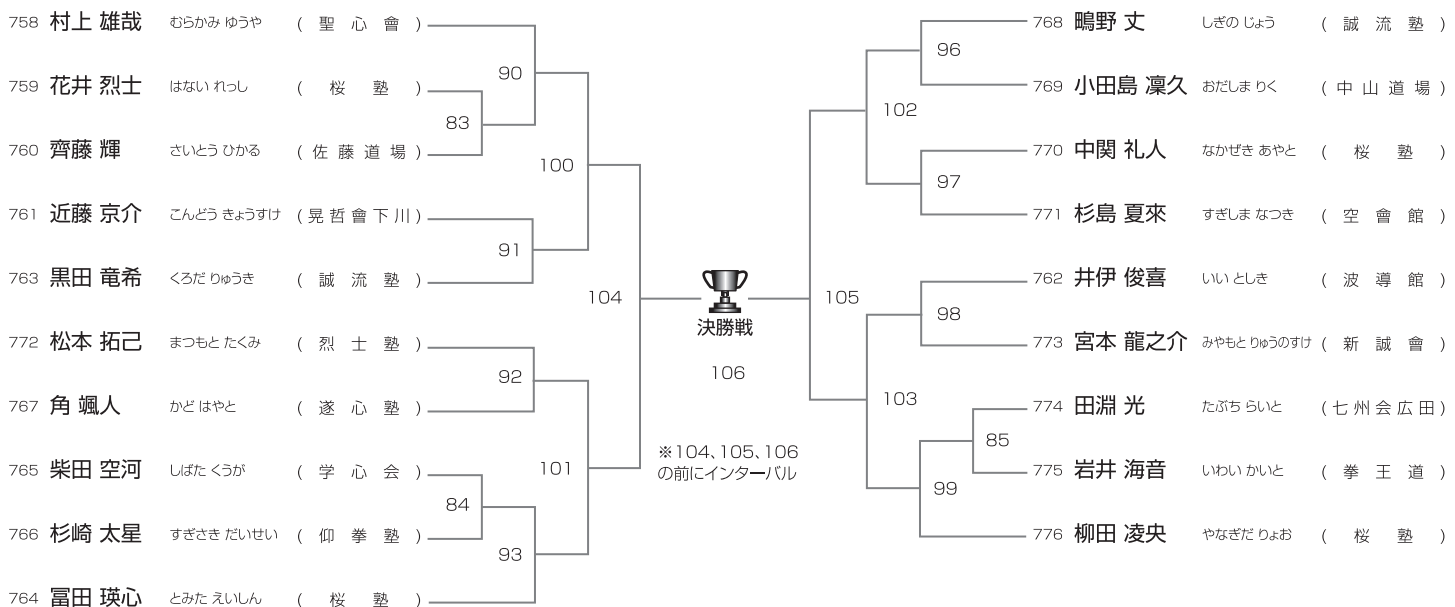 758 村上 雄哉 むらかみ ゆうや ( 聖 心 會 )
759 花井 烈士 はない れっし ( 桜 塾 )
760 齊藤 輝 さいとう ひかる ( 佐 藤 道 場 )
761 近藤 京介 こんどう きょうすけ ( 晃 哲 會 下 川 )
763 黒田 竜希 くろだ りゅうき ( 誠 流 塾 )
772 松本 拓己 まつもと たくみ ( 烈 士 塾 )
767 角 颯人 かど はやと ( 遂 心 塾 )
765 柴田 空河 しばた くうが ( 学 心 会 )
766 杉崎 太星 すぎさき だいせい ( 仰 拳 塾 )
764 冨田 瑛心 とみた えいしん ( 桜 塾 )
90
83
100
91
104
92
101
84
93
決勝戦
106
※104、105、106
の前にインターバル
96
102
97
105
98
103
85
99
768 鴫野 丈 しぎの じょう ( 誠 流 塾 )
769 小田島 凜久 おだしま りく ( 中 山 道 場 )
770 中関 礼人 なかぜき あやと ( 桜 塾 )
771 杉島 夏來 すぎしま なつき ( 空 會 館 )
762 井伊 俊喜 いい としき ( 波 導 館 )
773 宮本 龍之介 みやもと りゅうのすけ ( 新 誠 會 )
774 田淵 光 たぶち らいと ( 七 州 会 広 田 )
775 岩井 海音 いわい かいと ( 拳 王 道 )
776 柳田 凌央 やなぎだ りょお ( 桜 塾 )